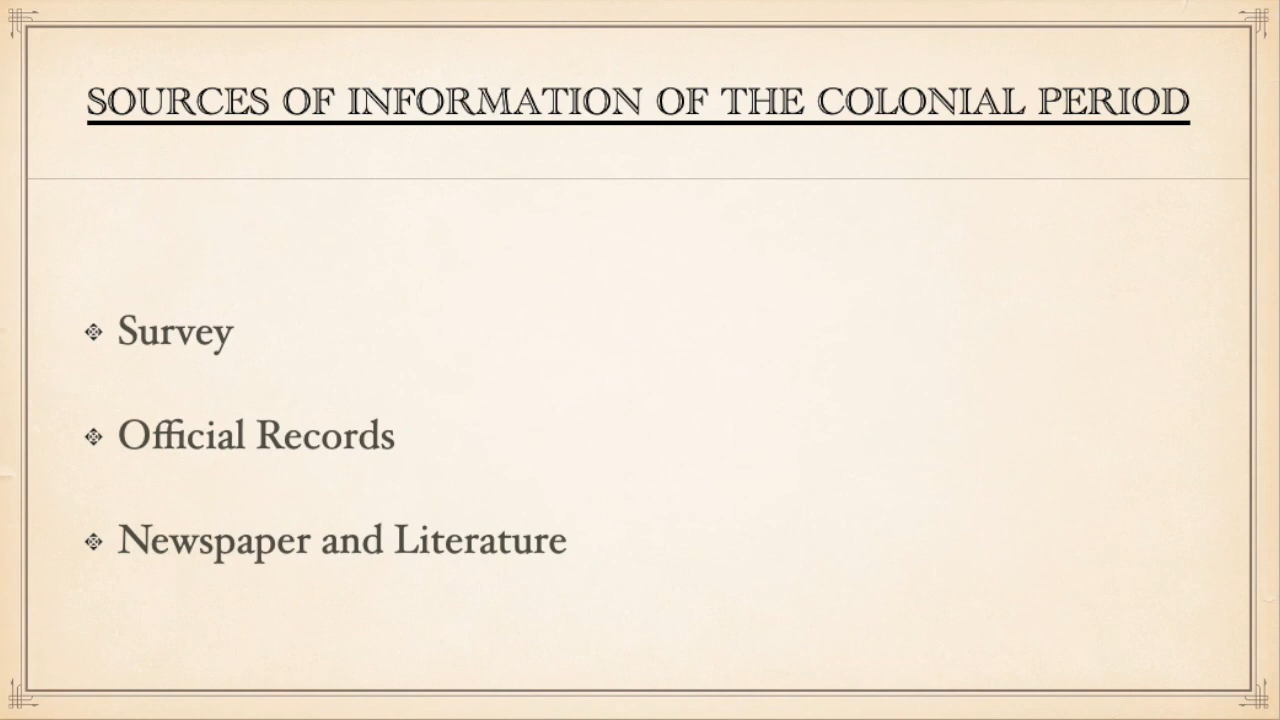 SOURCES OF INFORMATION OF THE COLONIAL PERIOD
Survey
Official Records
Newspaper and Literature